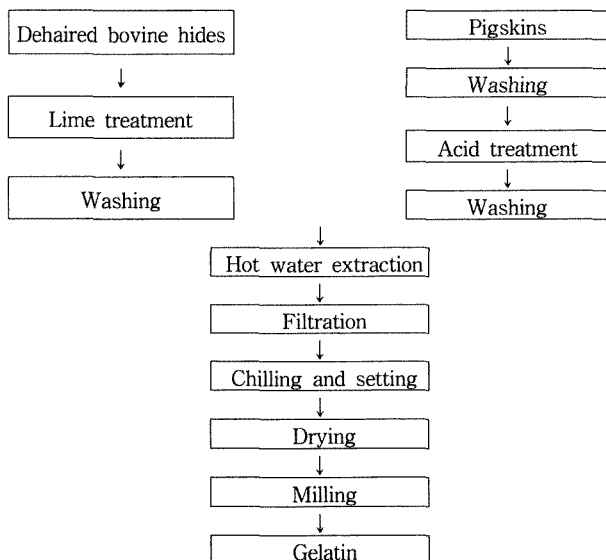 Dehaired bovine hides
↓
Lime treatment
↓
Washing
Pigskins
↓
Washing
↓
Acid treatment
↓
Washing
↓
Hot water extraction
↓
Filtration
↓
Chilling and setting
↓
Drying
↓
Milling
↓
Gelatin